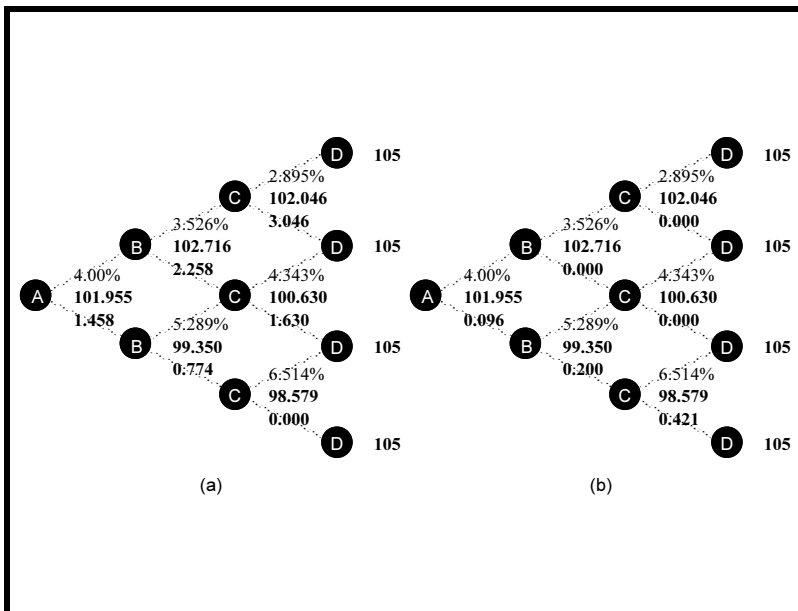 D 105
2.895%
C 102.046
3.046
3.526%
B 102.716 D 105
2.258
4.00% 4.343%
A 101.955 C 100.630
1.458 1.630
5.289%
B 99.350 D 105
0.774
6.514%
C 98.579
0.000
D 105
(a)
D 105
2.895%
C 102.046
0.000
3.526%
B 102.716 D 105
0.000
4.00% 4.343%
A 101.955 C 100.630
0.096 0.000
5.289%
B 99.350 D 105
0.200
6.514%
C 98.579
0.421
D 105
(b)